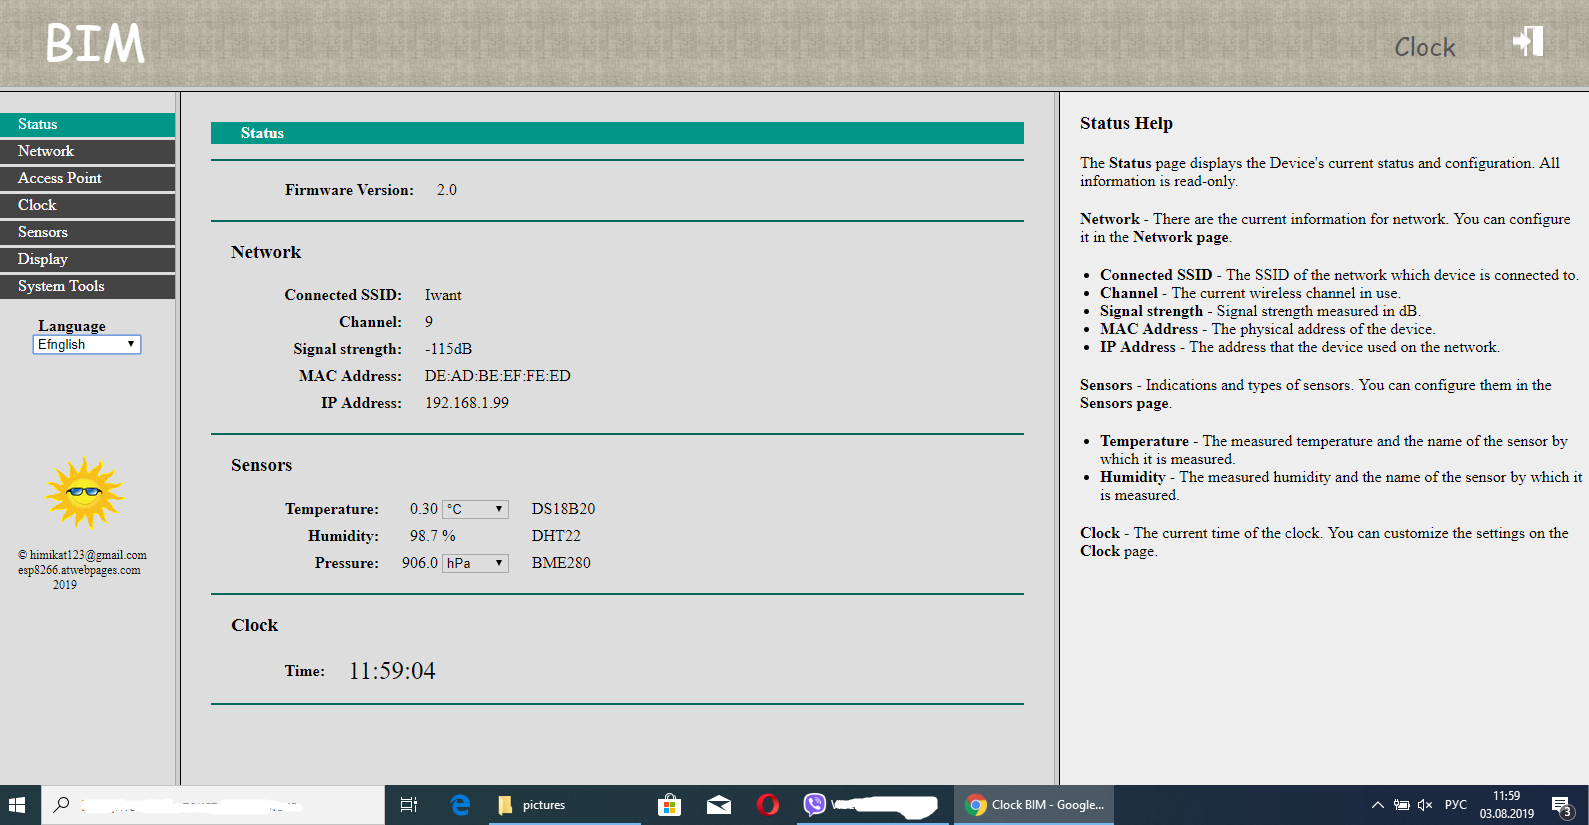 BIM
Clock
Status
Network
Access Point
Clock
Sensors
Display
System Tools
Language
Efnglish
© himikat123@gmail.com
esp8266.atwebpages.com
2019
Status
Firmware Version: 2.0
Network
Connected SSID: Iwant
Channel: 9
Signal strength: -115dB
MAC Address: DE:AD:BE:EF:FE:ED
IP Address: 192.168.1.99
Sensors
Temperature: 0.30 °C DS18B20
Humidity: 98.7 % DHT22
Pressure: 906.0 hPa BME280
Clock
Time: 11:59:04
Status Help
The Status page displays the Device's current status and configuration. All
information is read-only.
Network - There are the current information for network. You can configure
it in the Network page.
• Connected SSID - The SSID of the network which device is connected to.
• Channel - The current wireless channel in use.
• Signal strength - Signal strength measured in dB.
• MAC Address - The physical address of the device.
• IP Address - The address that the device used on the network.
Sensors - Indications and types of sensors. You can configure them in the
Sensors page.
• Temperature - The measured temperature and the name of the sensor by
which it is measured.
• Humidity - The measured humidity and the name of the sensor by which it
is measured.
Clock - The current time of the clock. You can customize the settings on the
Clock page.
pictures
Clock BIM - Google...
РУС
11:59
03.08.2019
3